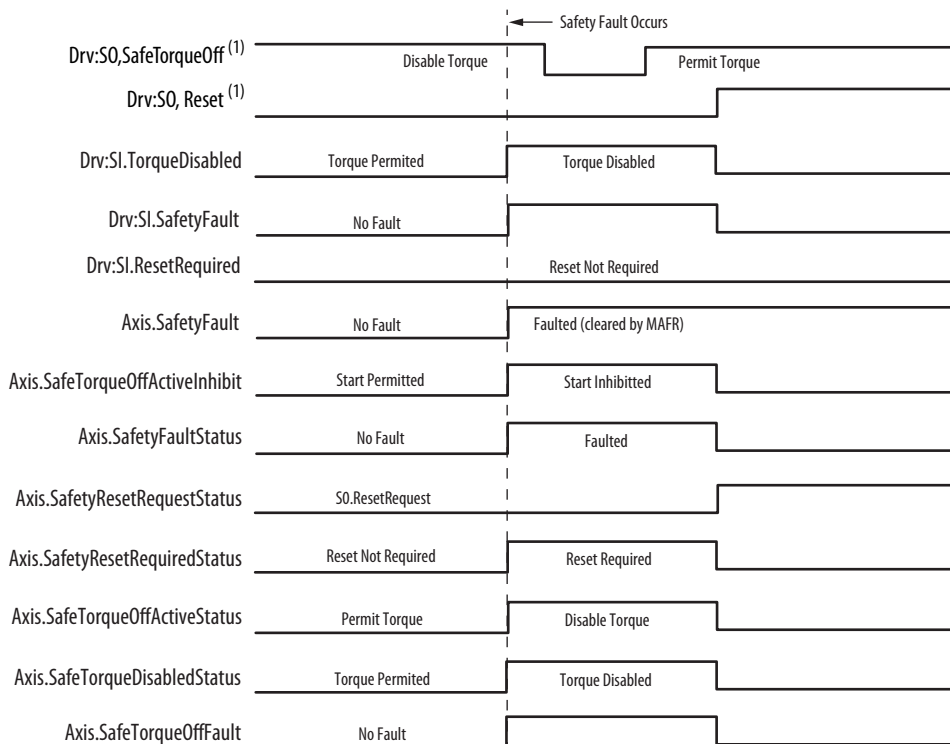 Safety Fault Occurs
Drv:SO,SafeTorqueOff (1)
Disable Torque
Permit Torque
Drv:SO, Reset (1)
Drv:SI.TorqueDisabled
Torque Permited
Torque Disabled
Drv:SI.SafetyFault
No Fault
Drv:SI.ResetRequired
Reset Not Required
Axis.SafetyFault
No Fault
Faulted (cleared by MAFR)
Axis.SafeTorqueOffActiveInhibit
Start Permitted
Start Inhibitted
Axis.SafetyFaultStatus
No Fault
Faulted
Axis.SafetyResetRequestStatus
SO.ResetRequest
Axis.SafetyResetRequiredStatus
Reset Not Required
Reset Required
Axis.SafeTorqueOffActiveStatus
Permit Torque
Disable Torque
Axis.SafeTorqueDisabledStatus
Torque Permited
Torque Disabled
Axis.SafeTorqueOffFault
No Fault